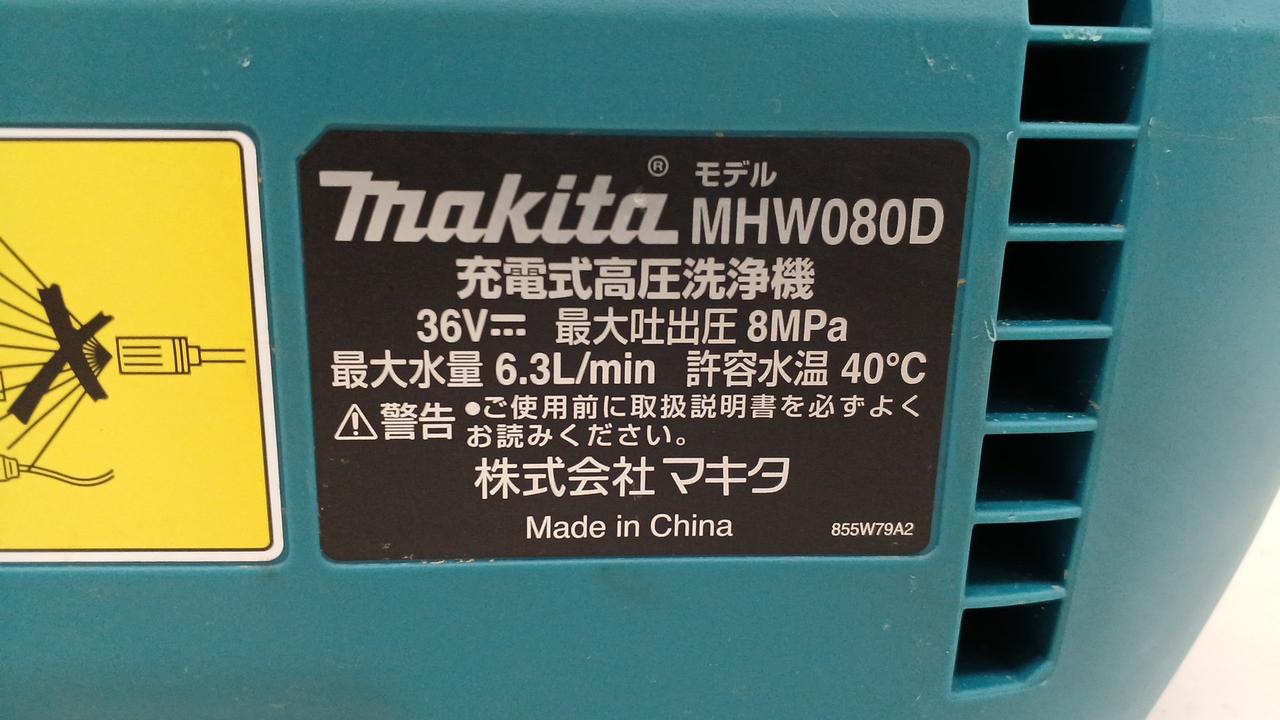 makita® モデル
MHW080D
充電式高圧洗浄機
36V⎓ 最大吐出圧 8MPa
最大水量 6.3L/min 許容水温 40°C
⚠警告 ●ご使用前に取扱説明書を必ずよく
お読みください。
株式会社 マキタ
Made in China 855W79A2